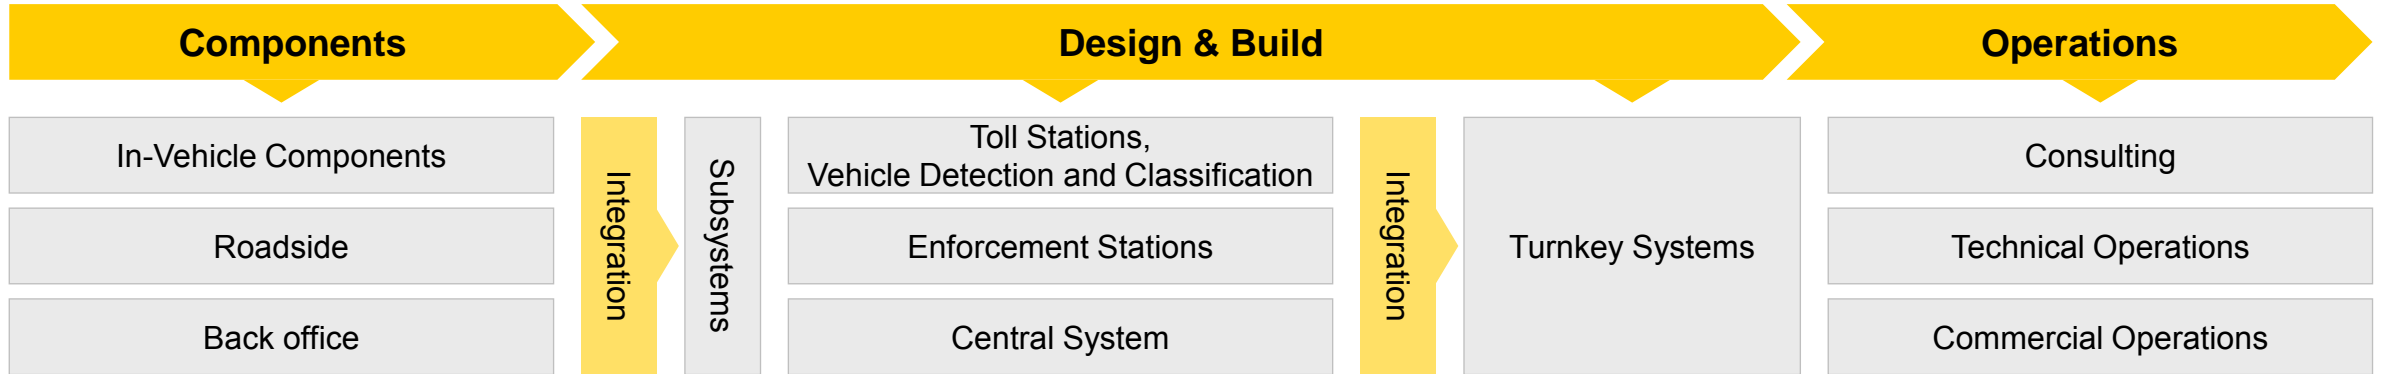 Components
Design & Build
Operations
In-Vehicle Components
Roadside
Back office
Integration
Subsystems
Toll Stations,
Vehicle Detection and Classification
Enforcement Stations
Central System
Integration
Turnkey Systems
Consulting
Technical Operations
Commercial Operations